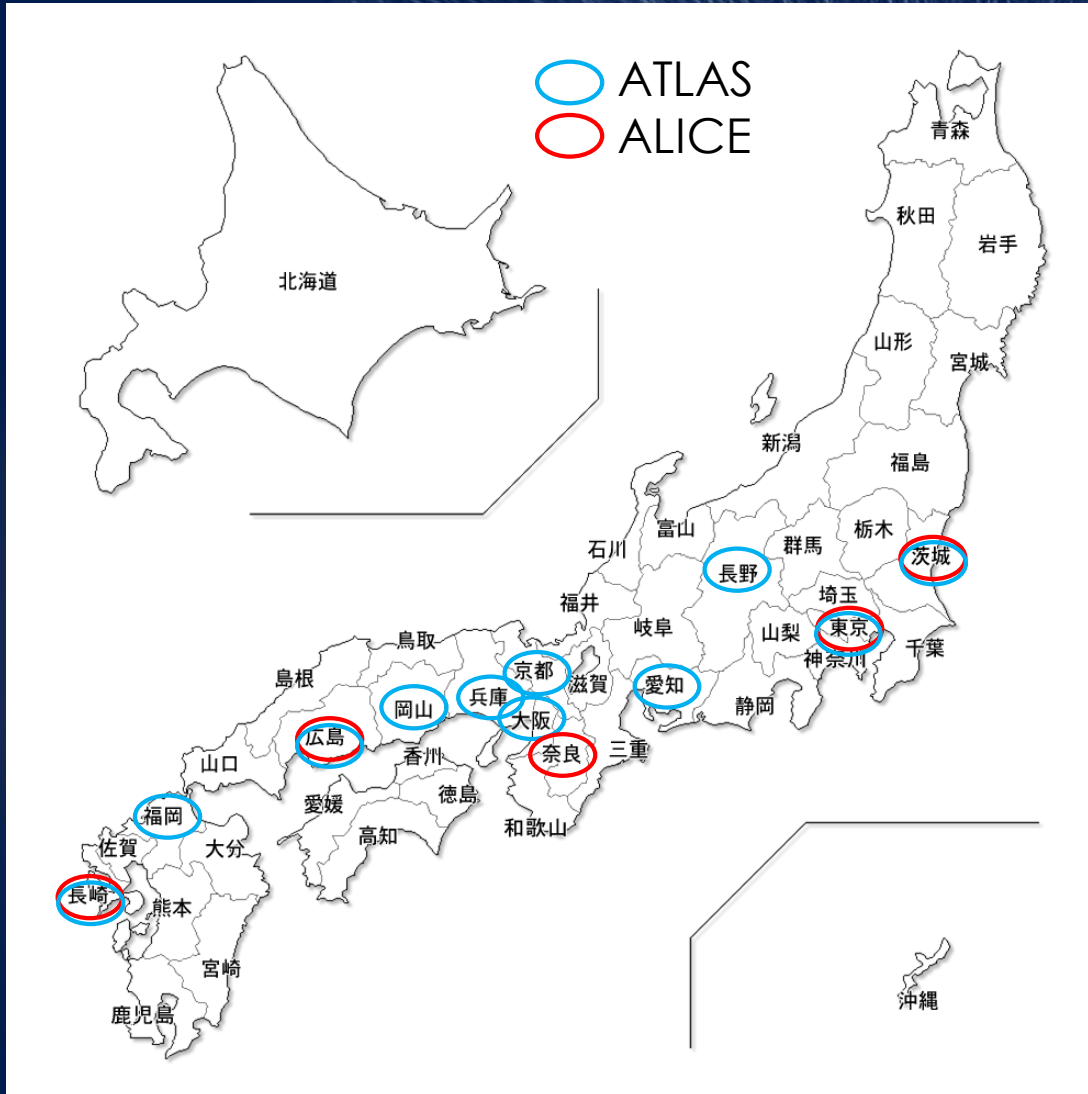 ATLAS
ALICE
青森
秋田
岩手
北海道
山形
宮城
新潟
福島
富山
栃木
石川
群馬
茨城
長野
福井
埼玉
岐阜
山梨
東京
千葉
鳥取
神奈川
島根
京都
滋賀
愛知
兵庫
静岡
岡山
大阪
広島
奈良
三重
香川
山口
徳島
愛媛
福岡
和歌山
高知
佐賀
大分
長崎
熊本
宮崎
鹿児島
沖縄